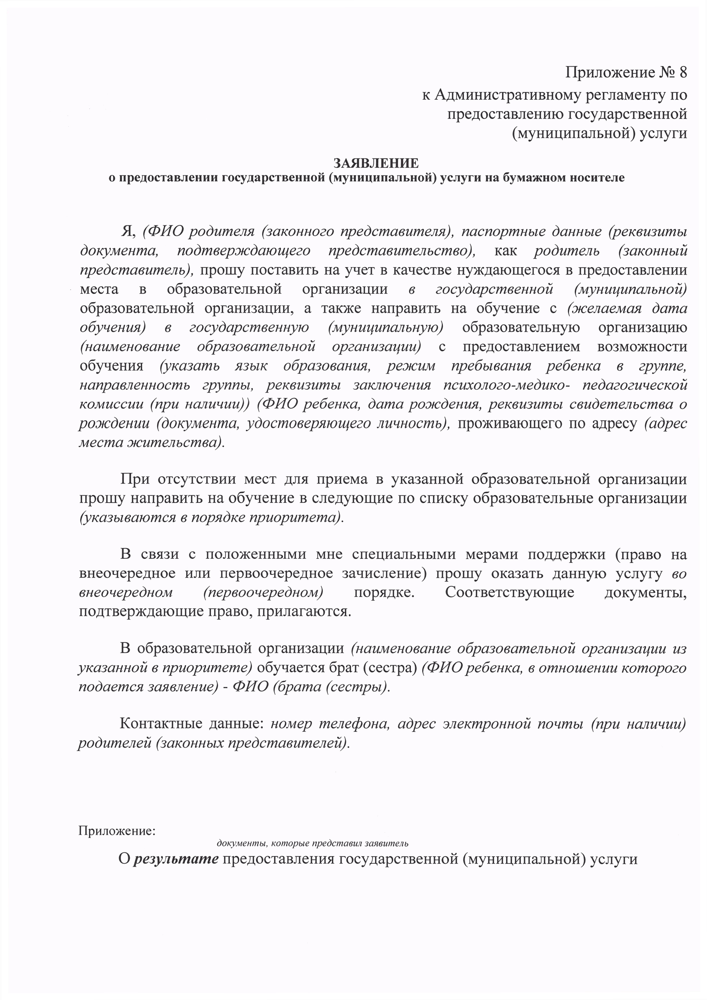 Приложение № 8
к Административному регламенту по
предоставлению государственной
(муниципальной) услуги
ЗАЯВЛЕНИЕ
о предоставлении государственной (муниципальной) услуги на бумажном носителе
Я, (ФИО родителя (законного представителя), паспортные данные (реквизиты
документа, подтверждающего представительство), как родитель (законный
представитель), прошу поставить на учет в качестве нуждающегося в предоставлении
места в образовательной организации в государственной (муниципальной)
образовательной организации, а также направить на обучение с (желаемая дата
обучения) в государственную (муниципальную) образовательную организацию
(наименование образовательной организации) с предоставлением возможности
обучения (указать язык образования, режим пребывания ребенка в группе,
направленность группы, реквизиты заключения психолого-медико- педагогической
комиссии (при наличии)) (ФИО ребенка, дата рождения, реквизиты свидетельства о
рождении (документа, удостоверяющего личность), проживающего по адресу (адрес
места жительства).
При отсутствии мест для приема в указанной образовательной организации
прошу направить на обучение в следующие по списку образовательные организации
(указываются в порядке приоритета).
В связи с положенными мне специальными мерами поддержки (право на
внеочередное или первоочередное зачисление) прошу оказать данную услугу во
внеочередном (первоочередном) порядке. Соответствующие документы,
подтверждающие право, прилагаются.
В образовательной организации (наименование образовательной организации из
указанной в приоритете) обучается брат (сестра) (ФИО ребенка, в отношении которого
подается заявление) - ФИО (брата (сестры).
Контактные данные: номер телефона, адрес электронной почты (при наличии)
родителей (законных представителей).
Приложение:
документы, которые представил заявитель
О результате предоставления государственной (муниципальной) услуги